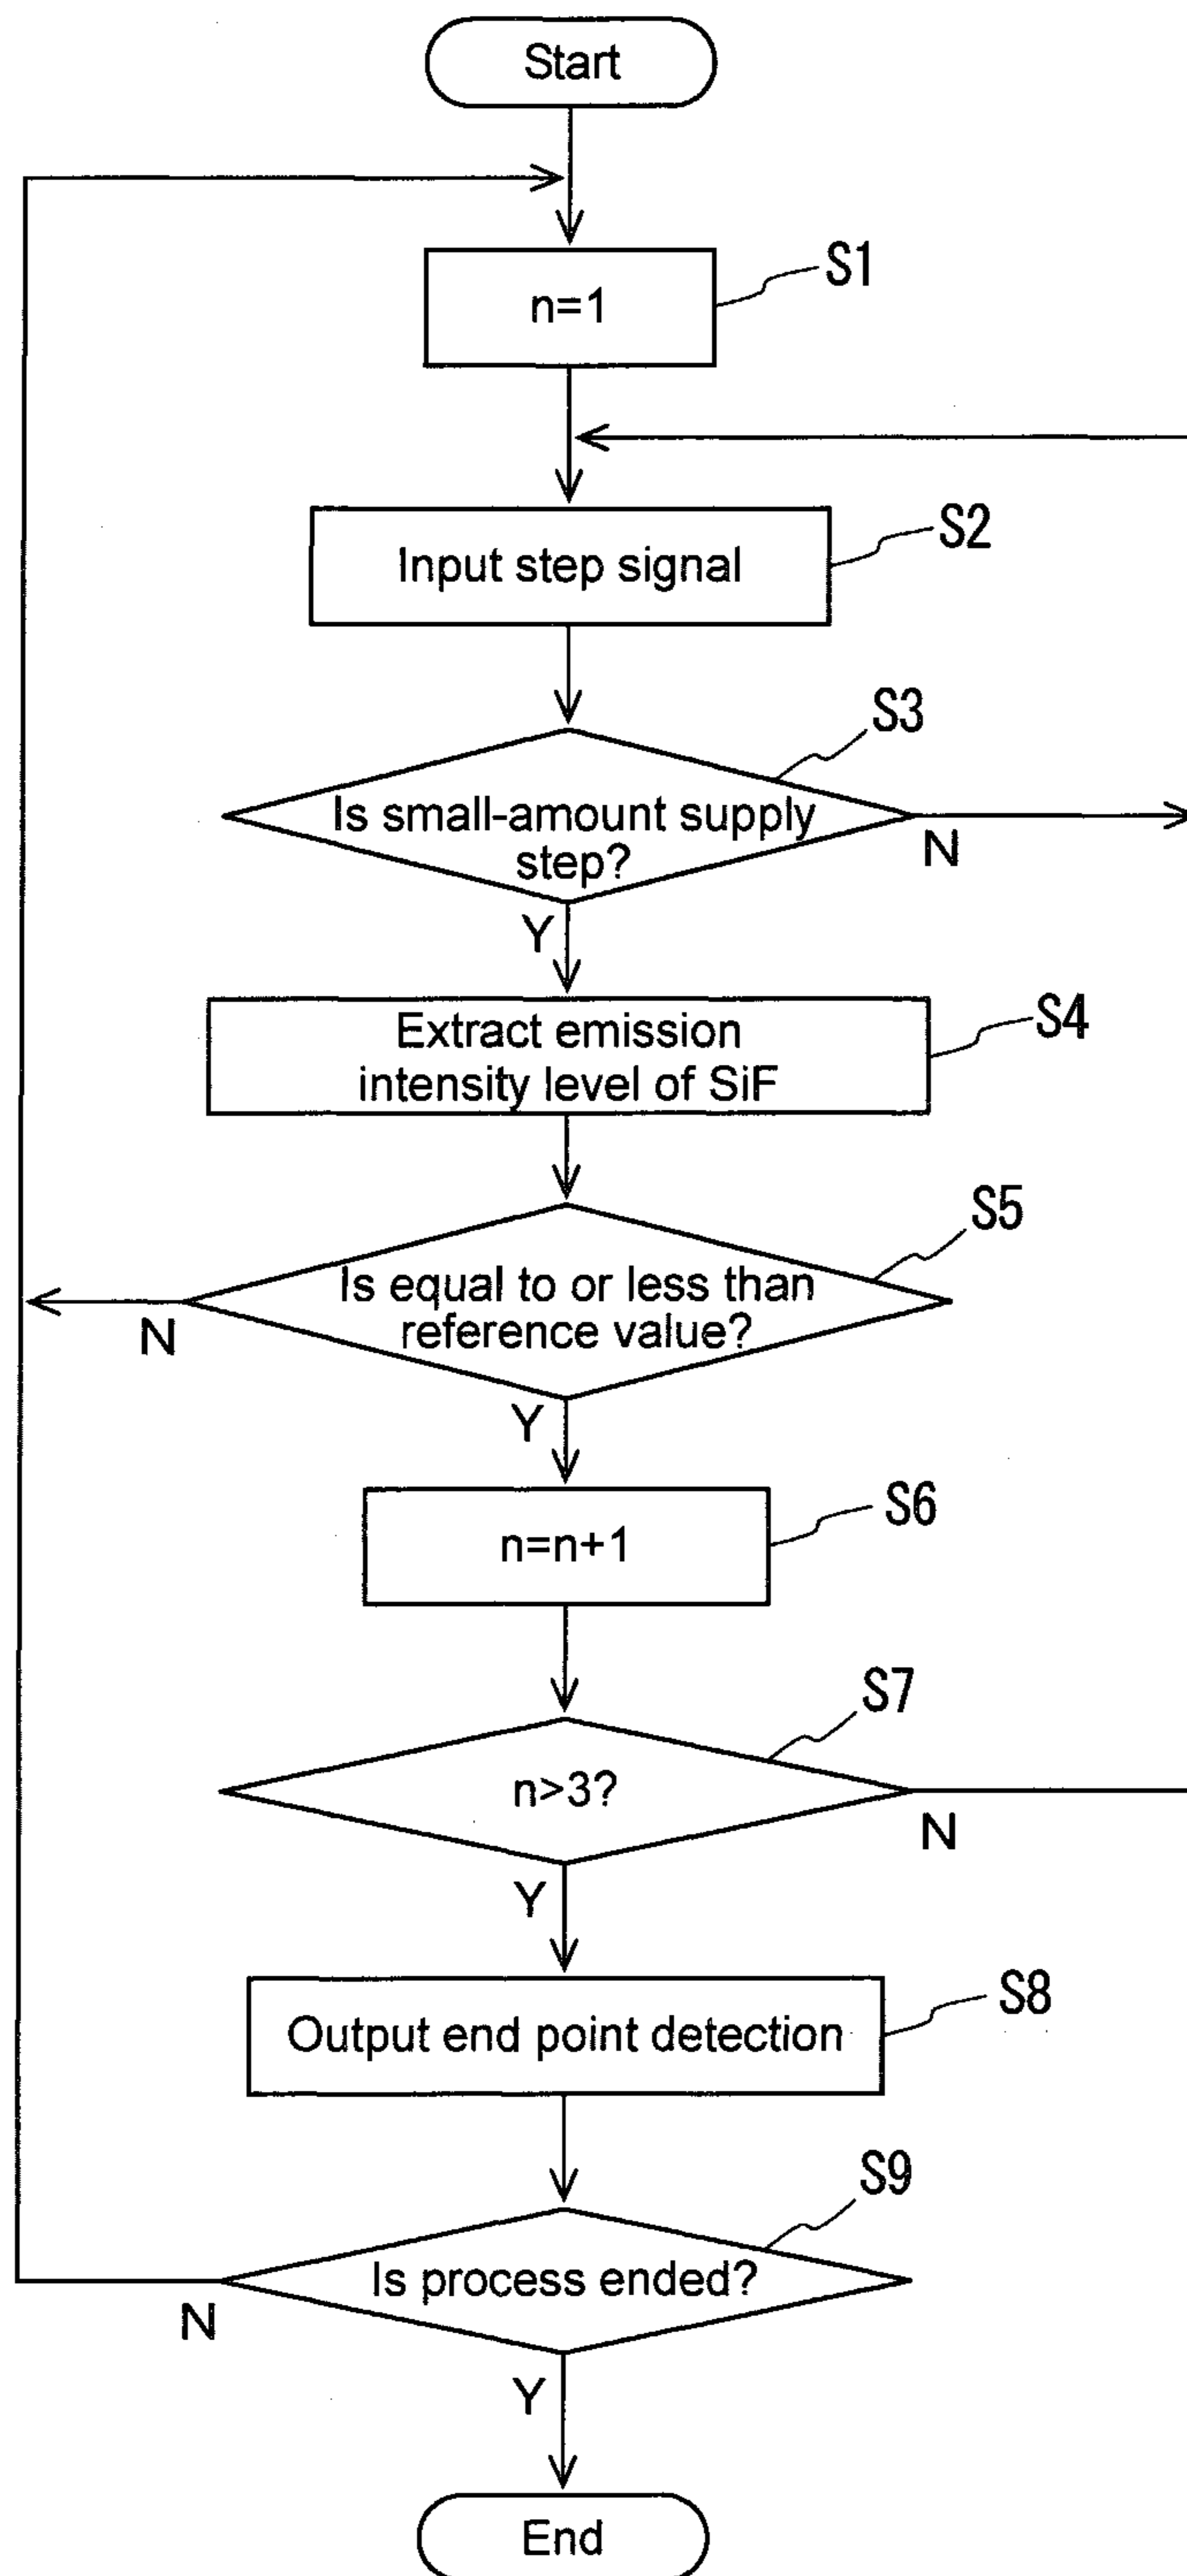 Start
S1
n=1
S2
Input step signal
S3
Is small-amount supply
step?
N
Y
S4
Extract emission
intensity level of SiF
S5
Is equal to or less than
reference value?
N
Y
S6
n=n+1
S7
n>3?
N
Y
S8
Output end point detection
S9
Is process ended?
N
Y
End